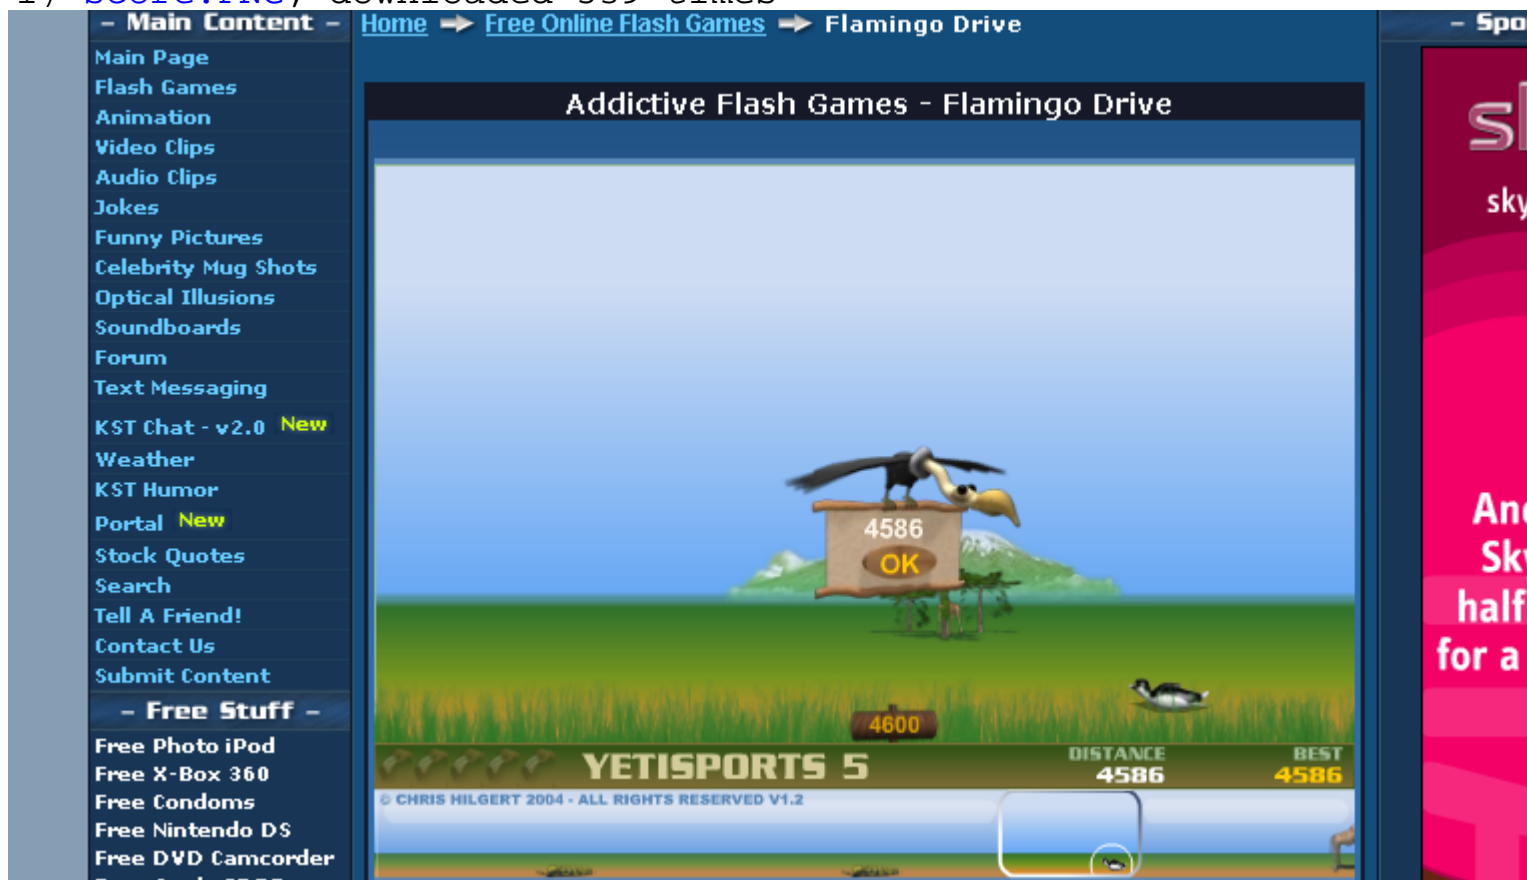 - Main Content -
Home Free Online Flash Games Flamingo Drive
Main Page
Flash Games
Animation
Video Clips
Audio Clips
Jokes
Funny Pictures
Celebrity Mug Shots
Optical Illusions
Soundboards
Forum
Text Messaging
KST Chat - v2.0 New
Weather
KST Humor
Portal New
Stock Quotes
Search
Tell A Friend!
Contact Us
Submit Content
- Free Stuff -
Free Photo iPod
Free X-Box 360
Free Condoms
Free Nintendo DS
Free DVD Camcorder
Addictive Flash Games - Flamingo Drive
4586
OK
4600
YETISPORTS 5
DISTANCE
4586
BEST
4586
© CHRIS HILGERT 2004 - ALL RIGHTS RESERVED V1.2
half
for a